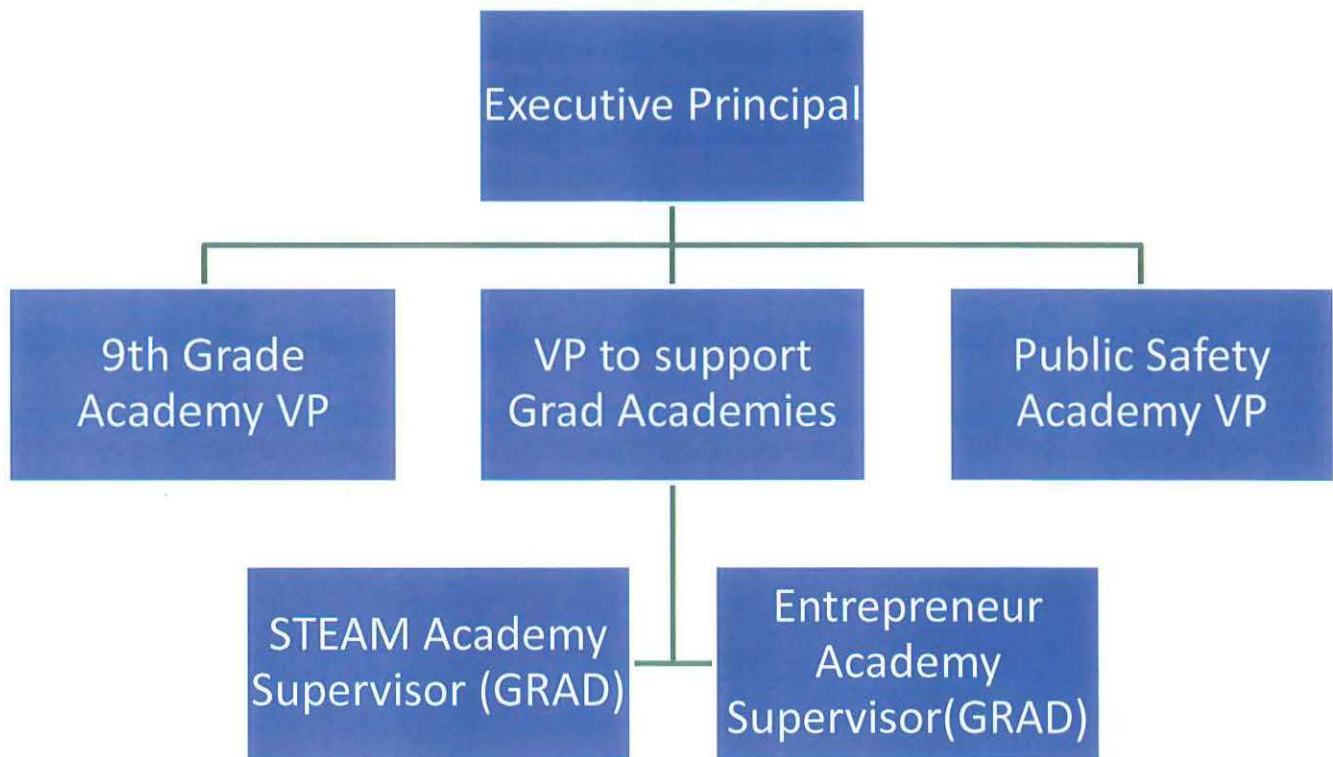 Executive Principal
9th Grade
Academy VP
VP to support
Grad Academies
Public Safety
Academy VP
STEAM Academy
Supervisor (GRAD)
Entrepreneur
Academy
Supervisor(GRAD)